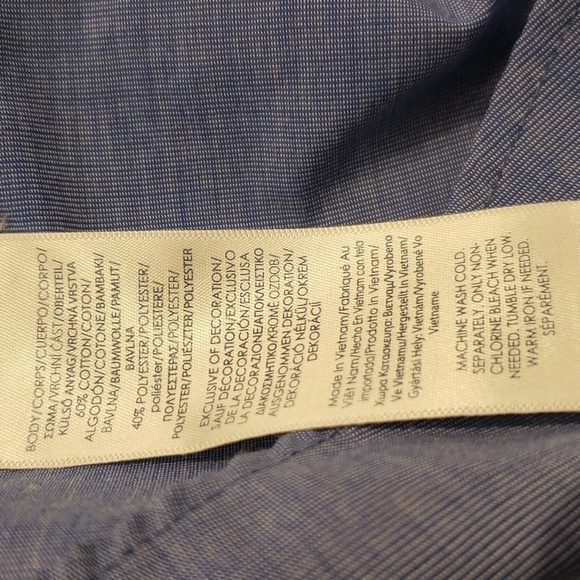 BODY/CORPS/CUERPO/CORPO/
ΣΩΜΑ/VRCHNÍ ČÁST/OBERTEIL/
KÜLSŐ ANYAG/VRCHNÁ VRSTVA
60% COTTON/COTON/
ALGODÓN/COTONE/ΒΑΜΒΑΚΙ/
BAVLNA/BAUMWOLLE/PAMUT/
BAVLNA
40% POLYESTER/POLYESTER/
poliéster/POLIESTERE/
ΠΟΛΥΕΣΤΕΡΑΣ/POLYESTER/
POLYESTER/POLIÉSZTER/POLYESTER
EXCLUSIVE OF DECORATION/
SAUF DECORATION/EXCLUSIVO
DE LA DECORACIÓN/ESCLUSA
DECORAZIONE/ΑΠΟΚΛΕΙΣΤΙΚΟ
ΔΙΑΚΟΣΜΗΤΙΚΟ/KROMĚ OZDOB/
AUSGENOMMEN DEKORATION/
DEKORÁCIÓ NÉLKÜL/OKREM
DEKORÁCIÍ
Made In Vietnam/Fabriqué Au
Viêt Nam/Hecho En Vietnam con tela
importada/Prodotto In Vietnam/
Χωρα Κατασκευης: Βιετναμ/Vyrobeno
Ve Vietnamu/Hergestellt In Vietnam/
Gyártási Hely: Vietnám/Vyrobené Vo
Vietname
MACHINE WASH COLD
SEPARATELY, ONLY NON-
CHLORINE BLEACH WHEN
NEEDED. TUMBLE DRY LOW.
WARM IRON IF NEEDED.
SÉPARÉMENT.